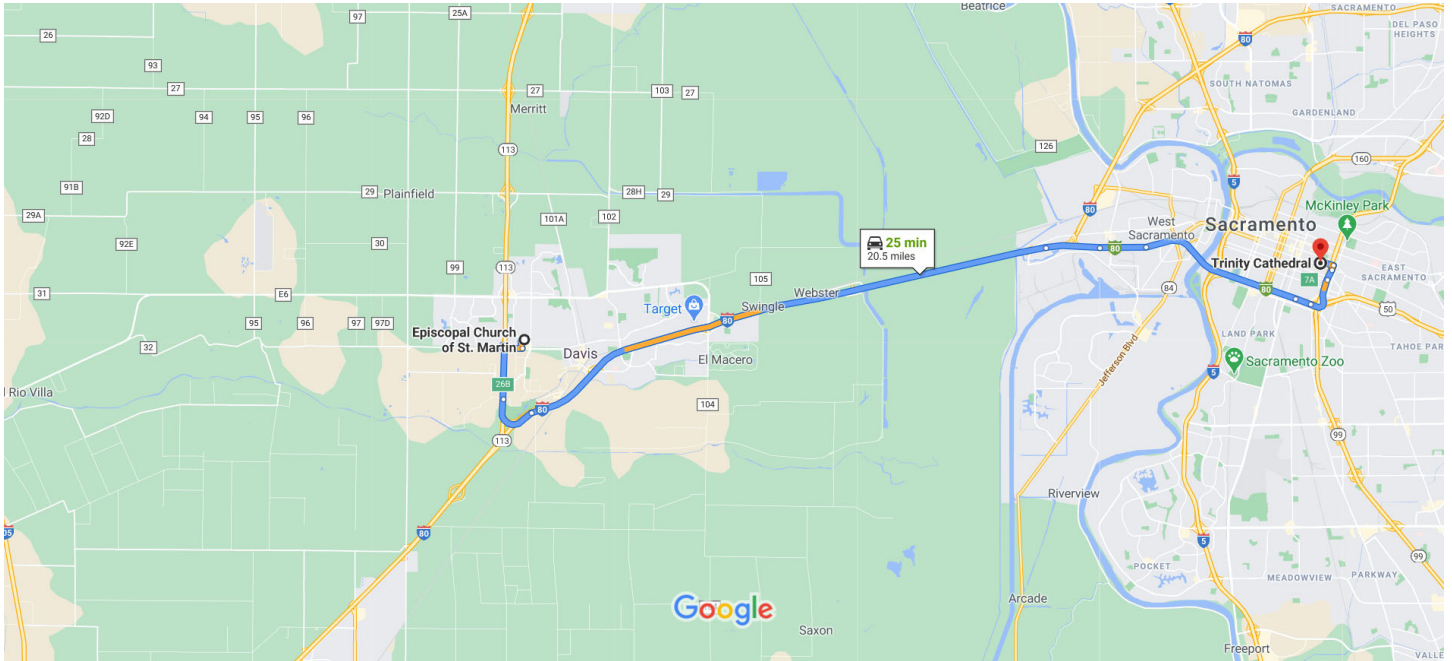 Beatrice
97
25A
SACRAMENTO
DEL PASO
HEIGHTS
26
80
93
SOUTH NATOMAS
27
27
103
27
Merritt
92D
94
95
96
GARDENLAND
28
126
113
160
91B
29
Plainfield
28H
29
5
McKinley Park
29A
101A
102
80
West
Sacramento
Sacramento
92E
30
25 min
20.5 miles
80
Trinity Cathedral
99
113
105
7A
EAST
SACRAMENTO
31
E6
Webster
84
80
Target
Swingle
50
95
96
97
97D
80
Episcopal Church
of St. Martin
LAND PARK
32
Davis
El Macero
Sacramento Zoo
TAHOE PAR
l Rio Villa
26B
5
Jefferson Blvd
80
104
113
99
Riverview
05
80
5
99
POCKET
MEADOWVIEW
PARKWAY
Arcade
Google
Saxon
Freeport
VALLE